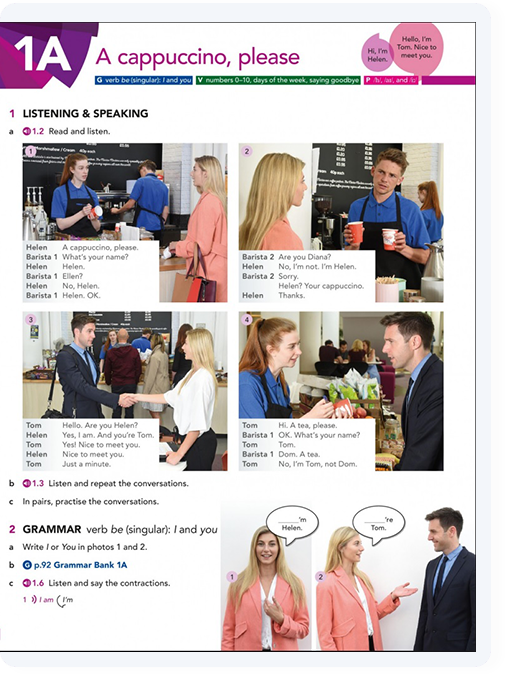 1A
A cappuccino, please
Hi, I'm
Helen.
Hello, I'm
Tom. Nice to
meet you.
G verb be (singular): I and you V numbers 0–10, days of the week, saying goodbye P /h/, /aɪ/, and /iː/
1 LISTENING & SPEAKING
a 1.2 Read and listen.
1
Helen A cappuccino, please.
Barista 1 What's your name?
Helen Helen.
Barista 1 Ellen?
Helen No, Helen.
Barista 1 Helen. OK.
2
Barista 2 Are you Diana?
Helen No, I'm not. I'm Helen.
Barista 2 Sorry.
Helen? Your cappuccino.
Helen Thanks.
3
Tom Hello. Are you Helen?
Helen Yes, I am. And you're Tom.
Tom Yes! Nice to meet you.
Helen Nice to meet you.
Tom Just a minute.
4
Tom Hi. A tea, please.
Barista 1 OK. What's your name?
Tom Tom.
Barista 1 Dom. A tea.
Tom No, I'm Tom, not Dom.
b 1.3 Listen and repeat the conversations.
c In pairs, practise the conversations.
2 GRAMMAR verb be (singular): I and you
a Write I or You in photos 1 and 2.
b G p.92 Grammar Bank 1A
c 1.6 Listen and say the contractions.
1 I am I'm
1
____'m
Helen.
2
____'re
Tom.